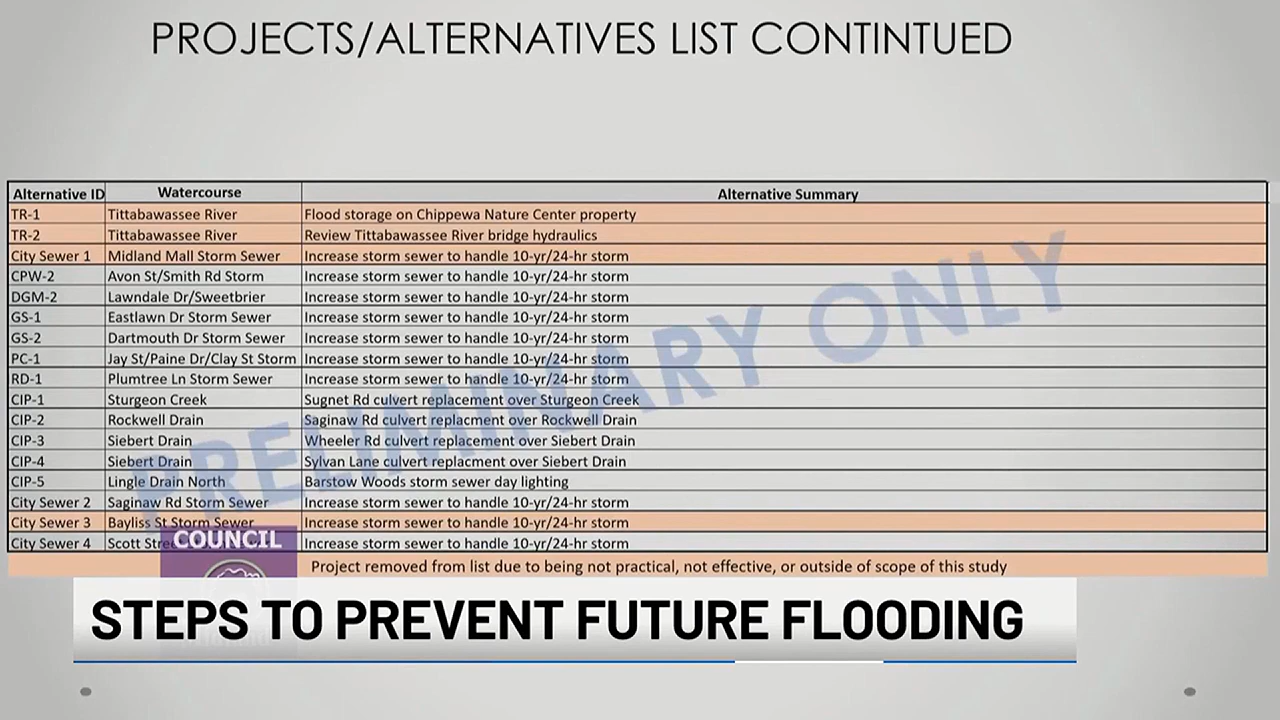 PROJECTS/ALTERNATIVES LIST CONTINTUED
Alternative ID Watercourse Alternative Summary
TR-1 Tittabawassee River Flood storage on Chippewa Nature Center property
TR-2 Tittabawassee River Review Tittabawassee River bridge hydraulics
City Sewer 1 Midland Mall Storm Sewer Increase storm sewer to handle 10-yr/24-hr storm
CPW-2 Avon St/Smith Rd Storm Increase storm sewer to handle 10-yr/24-hr storm
DGM-2 Lawndale Dr/Sweetbrier Increase storm sewer to handle 10-yr/24-hr storm
GS-1 Eastlawn Dr Storm Sewer Increase storm sewer to handle 10-yr/24-hr storm
GS-2 Dartmouth Dr Storm Sewer Increase storm sewer to handle 10-yr/24-hr storm
PC-1 Jay St/Paine Dr/Clay St Storm Increase storm sewer to handle 10-yr/24-hr storm
RD-1 Plumtree Ln Storm Sewer Increase storm sewer to handle 10-yr/24-hr storm
CIP-1 Sturgeon Creek Sugnet Rd culvert replacement over Sturgeon Creek
CIP-2 Rockwell Drain Saginaw Rd culvert replacment over Rockwell Drain
CIP-3 Siebert Drain Wheeler Rd culvert replacement over Siebert Drain
CIP-4 Siebert Drain Sylvan Lane culvert replacment over Siebert Drain
CIP-5 Lingle Drain North Barstow Woods storm sewer day lighting
City Sewer 2 Saginaw Rd Storm Sewer Increase storm sewer to handle 10-yr/24-hr storm
City Sewer 3 Bayliss St Storm Sewer Increase storm sewer to handle 10-yr/24-hr storm
City Sewer 4 Scott Increase storm sewer to handle 10-yr/24-hr storm
Project removed from list due to being not practical, not effective, or outside of scope of this study
PRELIMINARY ONLY
COUNCIL
STEPS TO PREVENT FUTURE FLOODING